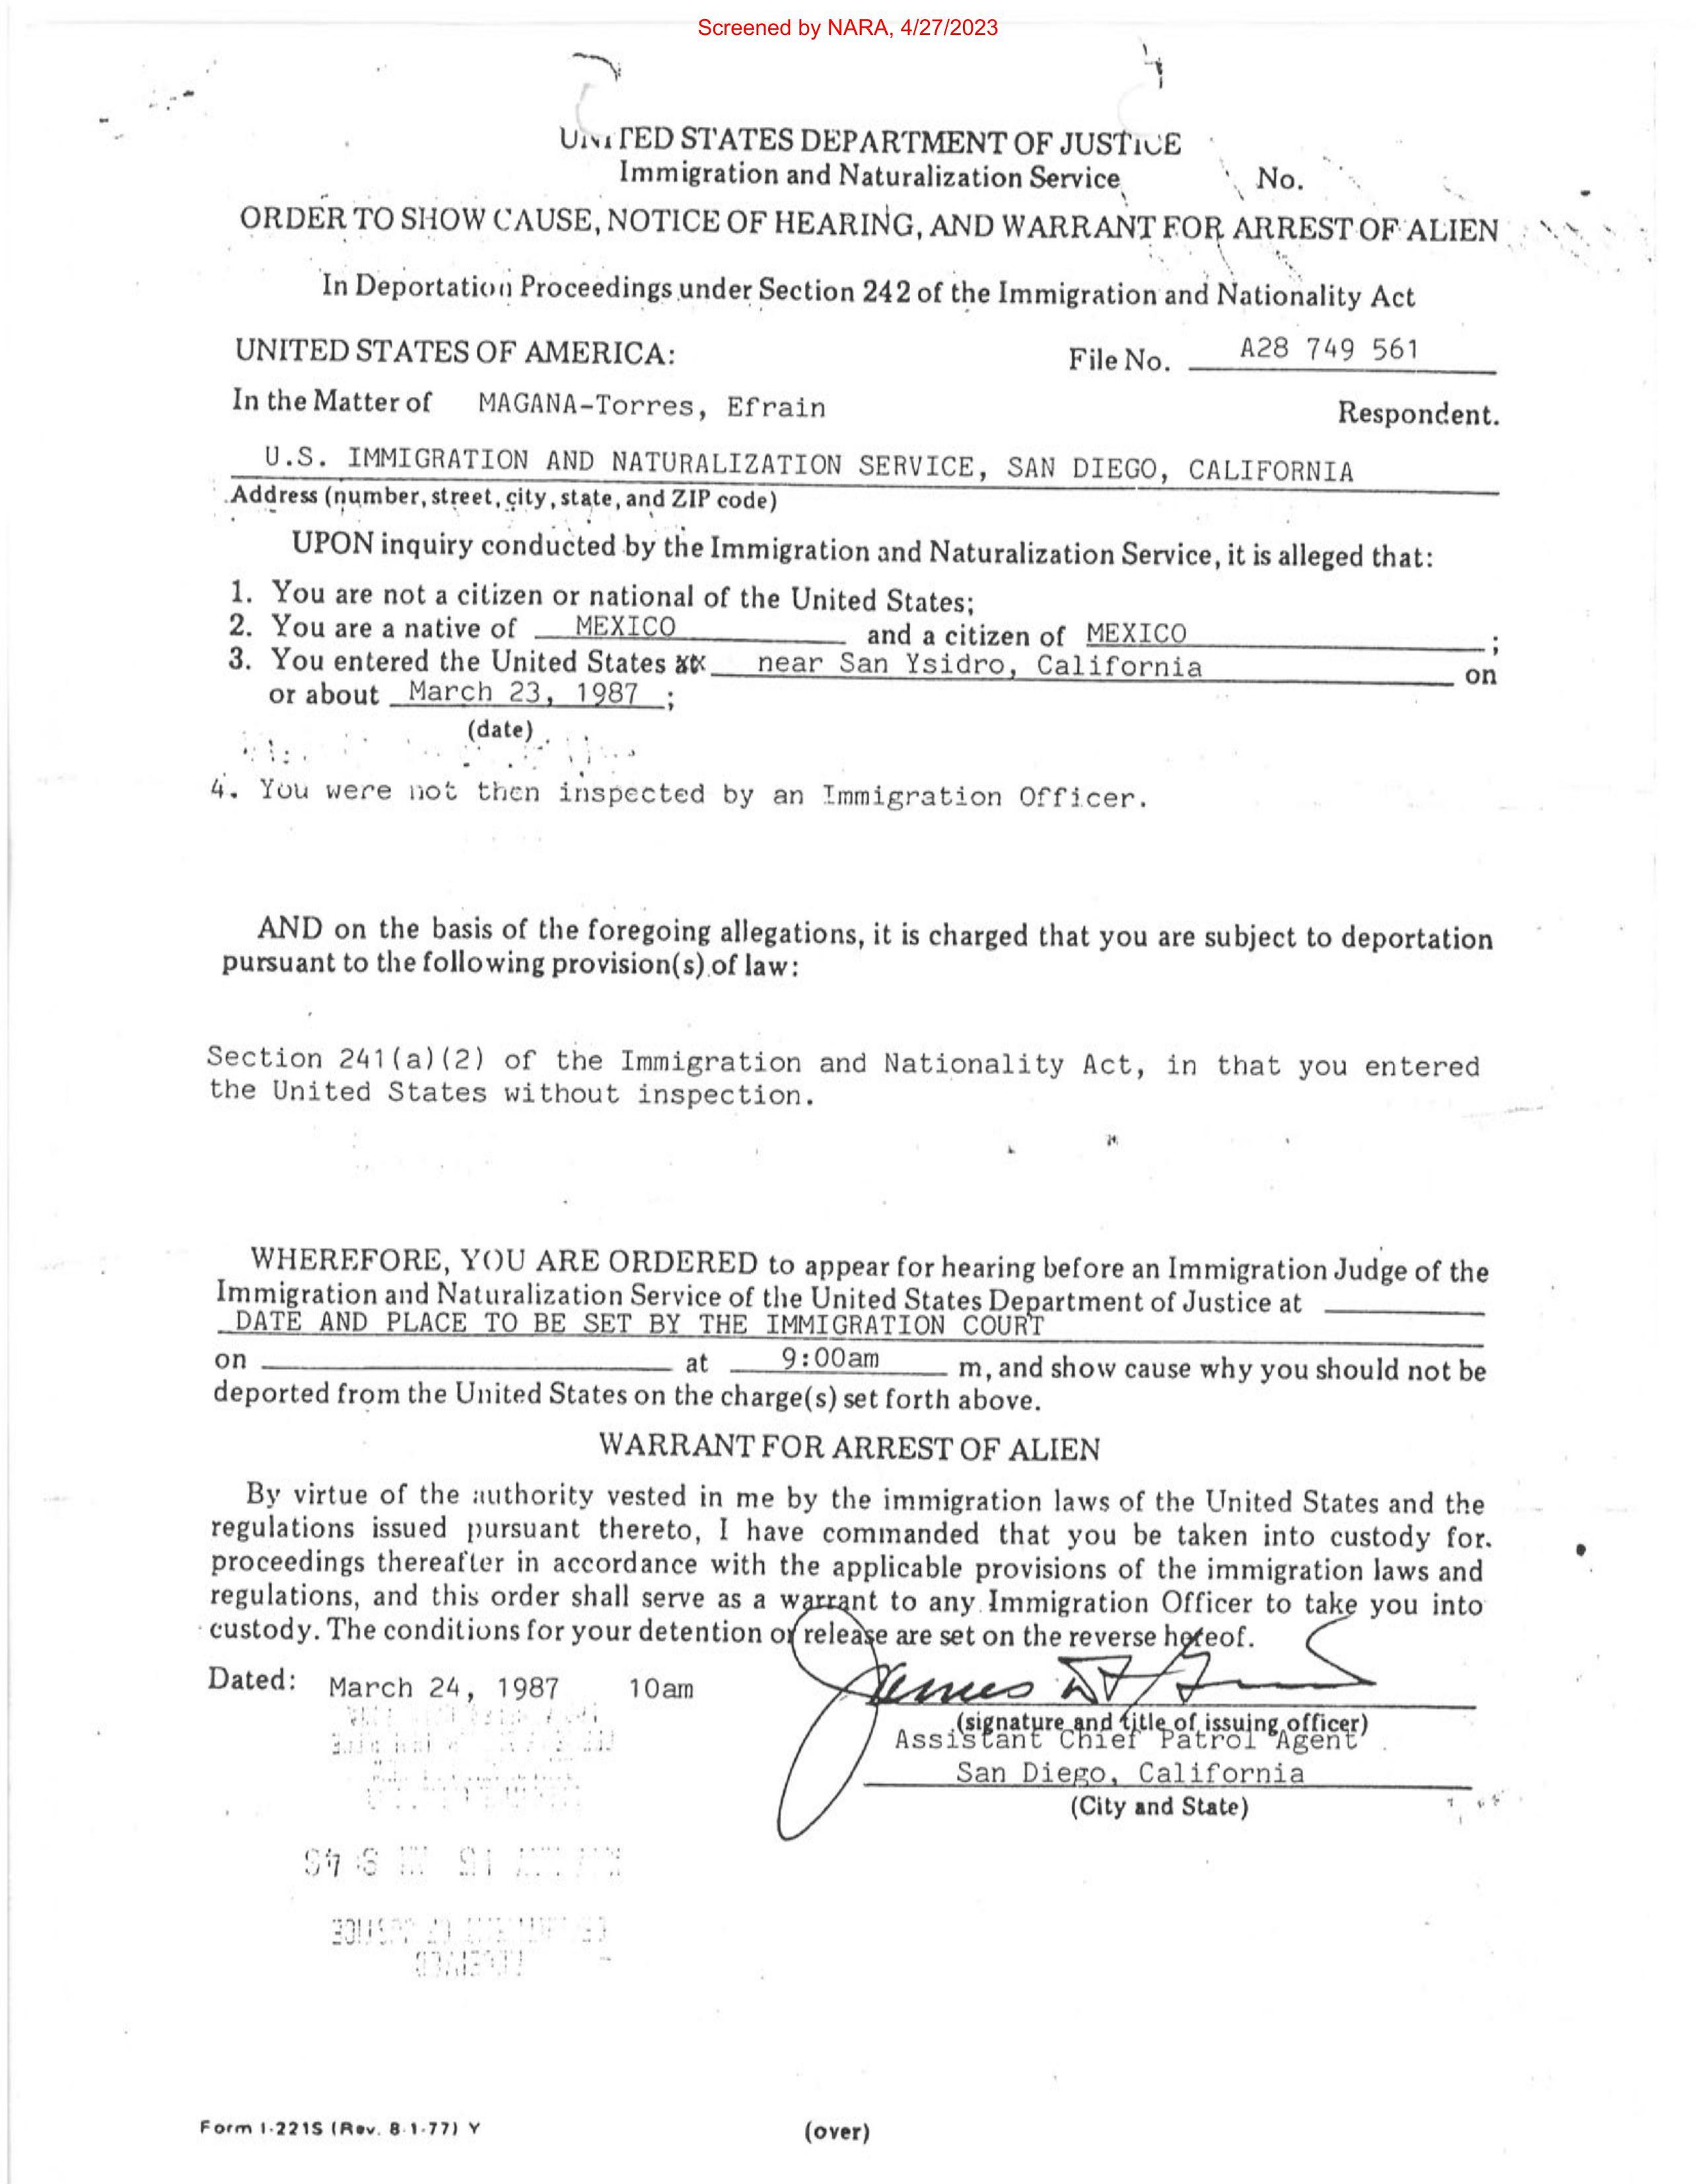 Screened by NARA, 4/27/2023
UNITED STATES DEPARTMENT OF JUSTICE
Immigration and Naturalization Service
No.
ORDER TO SHOW CAUSE, NOTICE OF HEARING, AND WARRANT FOR ARREST OF ALIEN
In Deportation Proceedings under Section 242 of the Immigration and Nationality Act
UNITED STATES OF AMERICA:
File No. A28 749 561
In the Matter of MAGANA-Torres, Efrain
Respondent.
U.S. IMMIGRATION AND NATURALIZATION SERVICE, SAN DIEGO, CALIFORNIA
Address (number, street, city, state, and ZIP code)
UPON inquiry conducted by the Immigration and Naturalization Service, it is alleged that:
1. You are not a citizen or national of the United States;
2. You are a native of MEXICO and a citizen of MEXICO ;
3. You entered the United States near San Ysidro, California on
or about March 23, 1987 ;
(date)
4. You were not then inspected by an Immigration Officer.
AND on the basis of the foregoing allegations, it is charged that you are subject to deportation
pursuant to the following provision(s) of law:
Section 241(a)(2) of the Immigration and Nationality Act, in that you entered
the United States without inspection.
WHEREFORE, YOU ARE ORDERED to appear for hearing before an Immigration Judge of the
Immigration and Naturalization Service of the United States Department of Justice at
DATE AND PLACE TO BE SET BY THE IMMIGRATION COURT
on at 9:00am m, and show cause why you should not be
deported from the United States on the charge(s) set forth above.
WARRANT FOR ARREST OF ALIEN
By virtue of the authority vested in me by the immigration laws of the United States and the
regulations issued pursuant thereto, I have commanded that you be taken into custody for.
proceedings thereafter in accordance with the applicable provisions of the immigration laws and
regulations, and this order shall serve as a warrant to any Immigration Officer to take you into
custody. The conditions for your detention or release are set on the reverse hereof.
Dated: March 24, 1987 10am
James
(signature and title of issuing officer)
Assistant Chief Patrol Agent
San Diego, California
(City and State)
Form I-221S (Rev. 8-1-77) Y
(over)